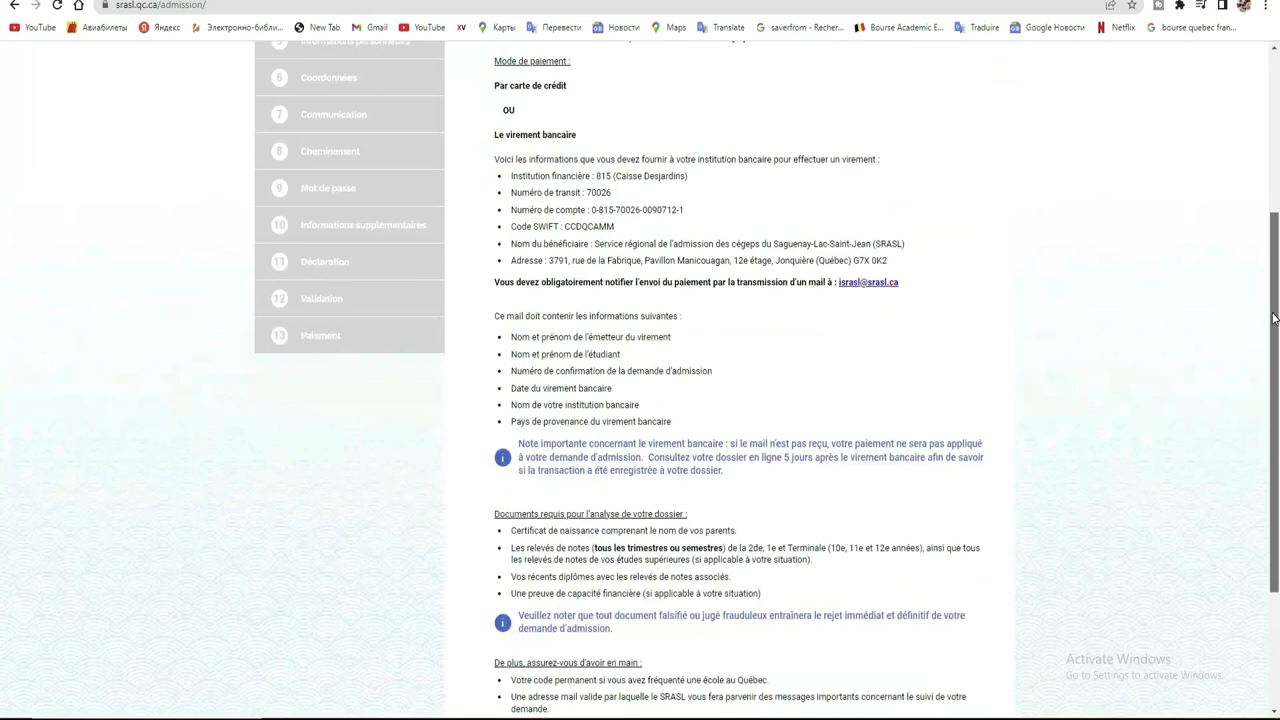 srasl.qc.ca/admission/
YouTube
Авиабилеты
Яндекс
Электронно-библи...
New Tab
Gmail
YouTube
XV
Карты
Перевести
Новости
Maps
Translate
saverfrom - Recher...
Bourse Academic E...
Traduire
Google Новости
Netflix
bourse quebec fran...
5 Informations personnelles
6 Coordonnées
7 Communication
8 Cheminement
9 Mot de passe
10 Informations supplémentaires
11 Déclaration
12 Validation
13 Paiement
Mode de paiement :
Par carte de crédit
OU
Le virement bancaire
Voici les informations que vous devez fournir à votre institution bancaire pour effectuer un virement :
• Institution financière : 815 (Caisse Desjardins)
• Numéro de transit : 70026
• Numéro de compte : 0-815-70026-0090712-1
• Code SWIFT : CCDQCAMM
• Nom du bénéficiaire : Service régional de l'admission des cégeps du Saguenay-Lac-Saint-Jean (SRASL)
• Adresse : 3791, rue de la Fabrique, Pavillon Manicouagan, 12e étage, Jonquière (Québec) G7X 0K2
Vous devez obligatoirement notifier l'envoi du paiement par la transmission d'un mail à : israsl@srasl.ca
Ce mail doit contenir les informations suivantes :
• Nom et prénom de l'émetteur du virement
• Nom et prénom de l'étudiant
• Numéro de confirmation de la demande d'admission
• Date du virement bancaire
• Nom de votre institution bancaire
• Pays de provenance du virement bancaire
Note importante concernant le virement bancaire : si le mail n'est pas reçu, votre paiement ne sera pas appliqué
à votre demande d'admission. Consultez votre dossier en ligne 5 jours après le virement bancaire afin de savoir
si la transaction a été enregistrée à votre dossier.
Documents requis pour l'analyse de votre dossier :
• Certificat de naissance comprenant le nom de vos parents.
• Les relevés de notes (tous les trimestres ou semestres) de la 2de, 1e et Terminale (10e, 11e et 12e années), ainsi que tous
les relevés de notes de vos études supérieures (si applicable à votre situation).
• Vos récents diplômes avec les relevés de notes associés.
• Une preuve de capacité financière (si applicable à votre situation)
Veuillez noter que tout document falsifié ou jugé frauduleux entraînera le rejet immédiat et définitif de votre
demande d'admission.
De plus, assurez-vous d'avoir en main :
• Votre code permanent si vous avez fréquenté une école au Québec.
• Une adresse mail valide par laquelle le SRASL vous fera parvenir des messages importants concernant le suivi de votre
demande.
Activate Windows
Go to Settings to activate Windows.